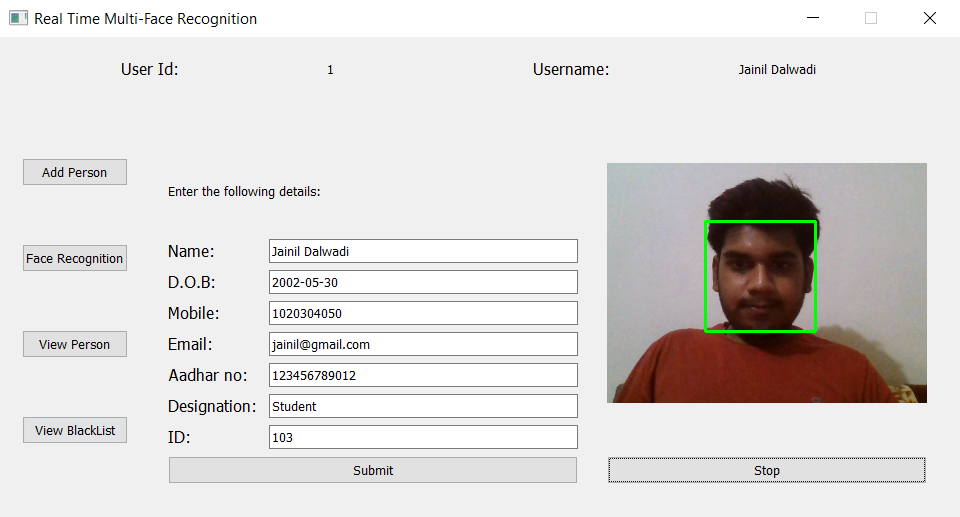 Real Time Multi-Face Recognition
User Id: 1 Username: Jainil Dalwadi
Add Person
Enter the following details:
Face Recognition
Name: Jainil Dalwadi
D.O.B: 2002-05-30
Mobile: 1020304050
View Person
Email: jainil@gmail.com
Aadhar no: 123456789012
Designation: Student
View BlackList
ID: 103
Submit
Stop